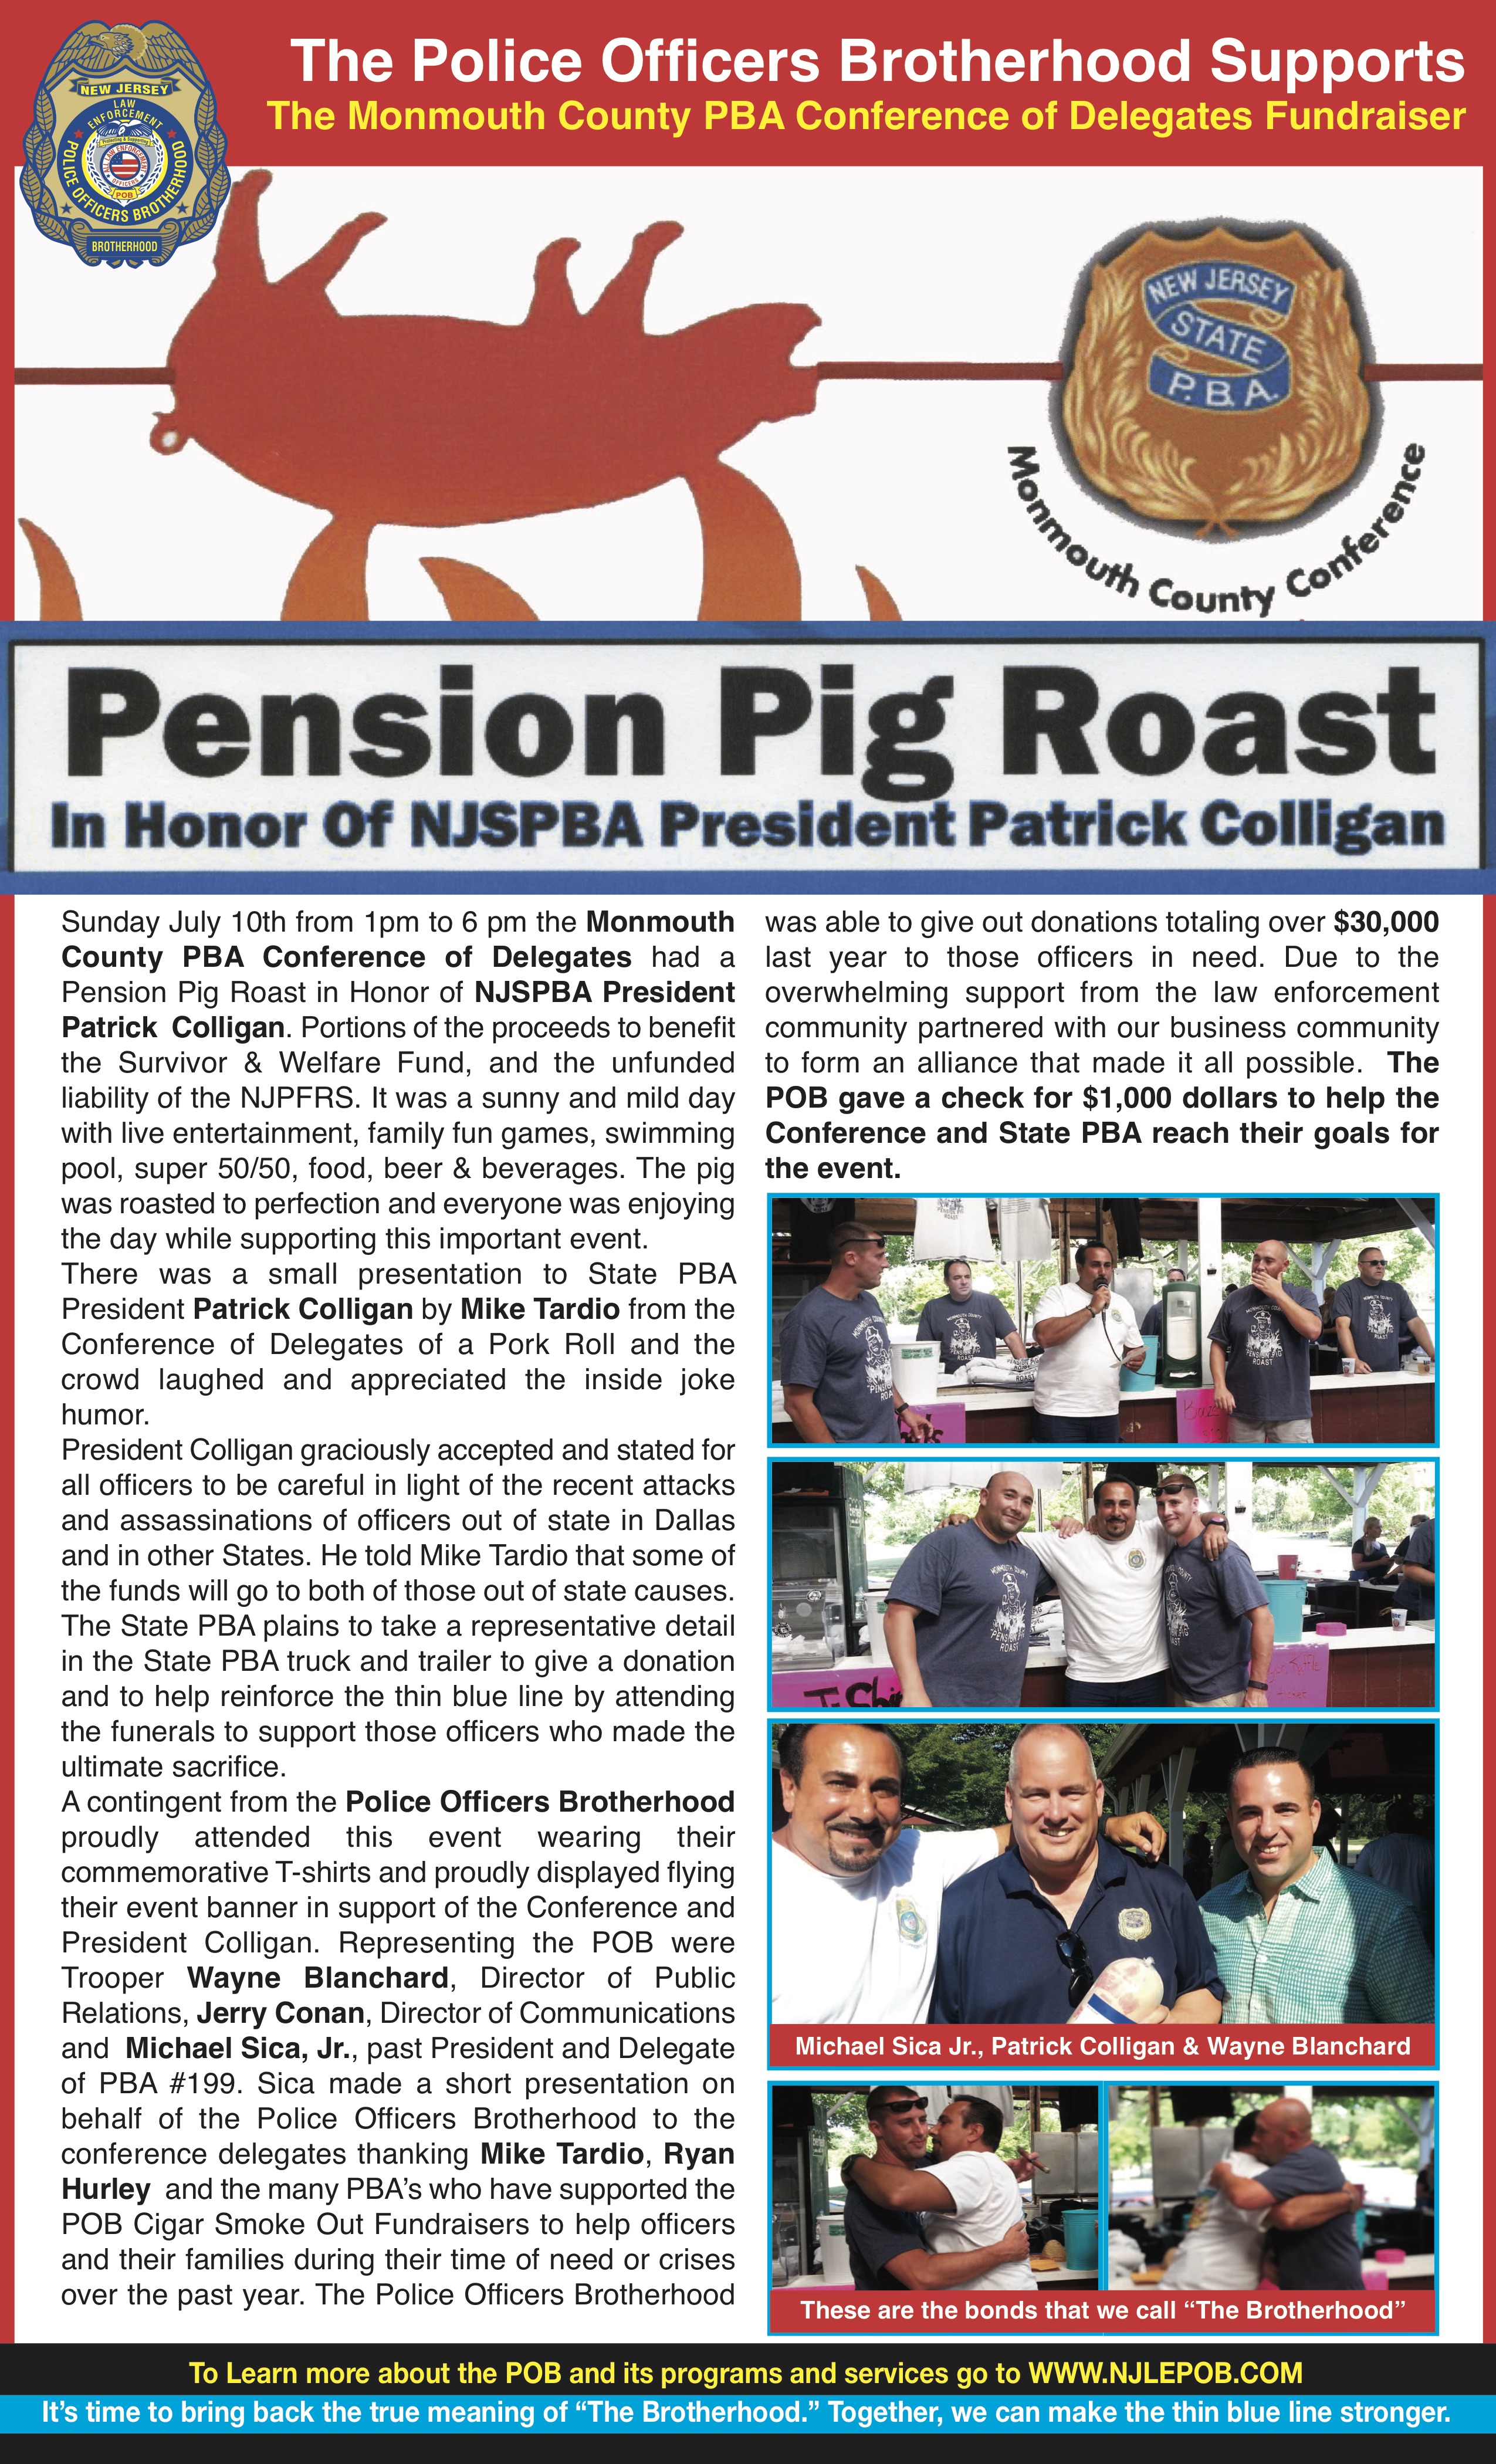 The Police Officers Brotherhood Supports
The Monmouth County PBA Conference of Delegates Fundraiser
NEW JERSEY
LAW
ENFORCEMENT
POLICE OFFICERS BROTHERHOOD
POB
BROTHERHOOD
NEW JERSEY
STATE
P.B.A.
Monmouth County Conference
Pension Pig Roast
In Honor Of NJSPBA President Patrick Colligan
Sunday July 10th from 1pm to 6 pm the Monmouth
County PBA Conference of Delegates had a
Pension Pig Roast in Honor of NJSPBA President
Patrick Colligan. Portions of the proceeds to benefit
the Survivor & Welfare Fund, and the unfunded
liability of the NJPFRS. It was a sunny and mild day
with live entertainment, family fun games, swimming
pool, super 50/50, food, beer & beverages. The pig
was roasted to perfection and everyone was enjoying
the day while supporting this important event.
There was a small presentation to State PBA
President Patrick Colligan by Mike Tardio from the
Conference of Delegates of a Pork Roll and the
crowd laughed and appreciated the inside joke
humor.
President Colligan graciously accepted and stated for
all officers to be careful in light of the recent attacks
and assassinations of officers out of state in Dallas
and in other States. He told Mike Tardio that some of
the funds will go to both of those out of state causes.
The State PBA plains to take a representative detail
in the State PBA truck and trailer to give a donation
and to help reinforce the thin blue line by attending
the funerals to support those officers who made the
ultimate sacrifice.
A contingent from the Police Officers Brotherhood
proudly attended this event wearing their
commemorative T-shirts and proudly displayed flying
their event banner in support of the Conference and
President Colligan. Representing the POB were
Trooper Wayne Blanchard, Director of Public
Relations, Jerry Conan, Director of Communications
and Michael Sica, Jr., past President and Delegate
of PBA #199. Sica made a short presentation on
behalf of the Police Officers Brotherhood to the
conference delegates thanking Mike Tardio, Ryan
Hurley and the many PBA's who have supported the
POB Cigar Smoke Out Fundraisers to help officers
and their families during their time of need or crises
over the past year. The Police Officers Brotherhood
was able to give out donations totaling over $30,000
last year to those officers in need. Due to the
overwhelming support from the law enforcement
community partnered with our business community
to form an alliance that made it all possible. The
POB gave a check for $1,000 dollars to help the
Conference and State PBA reach their goals for
the event.
MONMOUTH COUNTY
PENSION PIG
ROAST
MONMOUTH COUNTY
"PENSION PIG
ROAST
Michael Sica Jr., Patrick Colligan & Wayne Blanchard
These are the bonds that we call “The Brotherhood”
To Learn more about the POB and its programs and services go to WWW.NJLEPOB.COM
It’s time to bring back the true meaning of “The Brotherhood.” Together, we can make the thin blue line stronger.